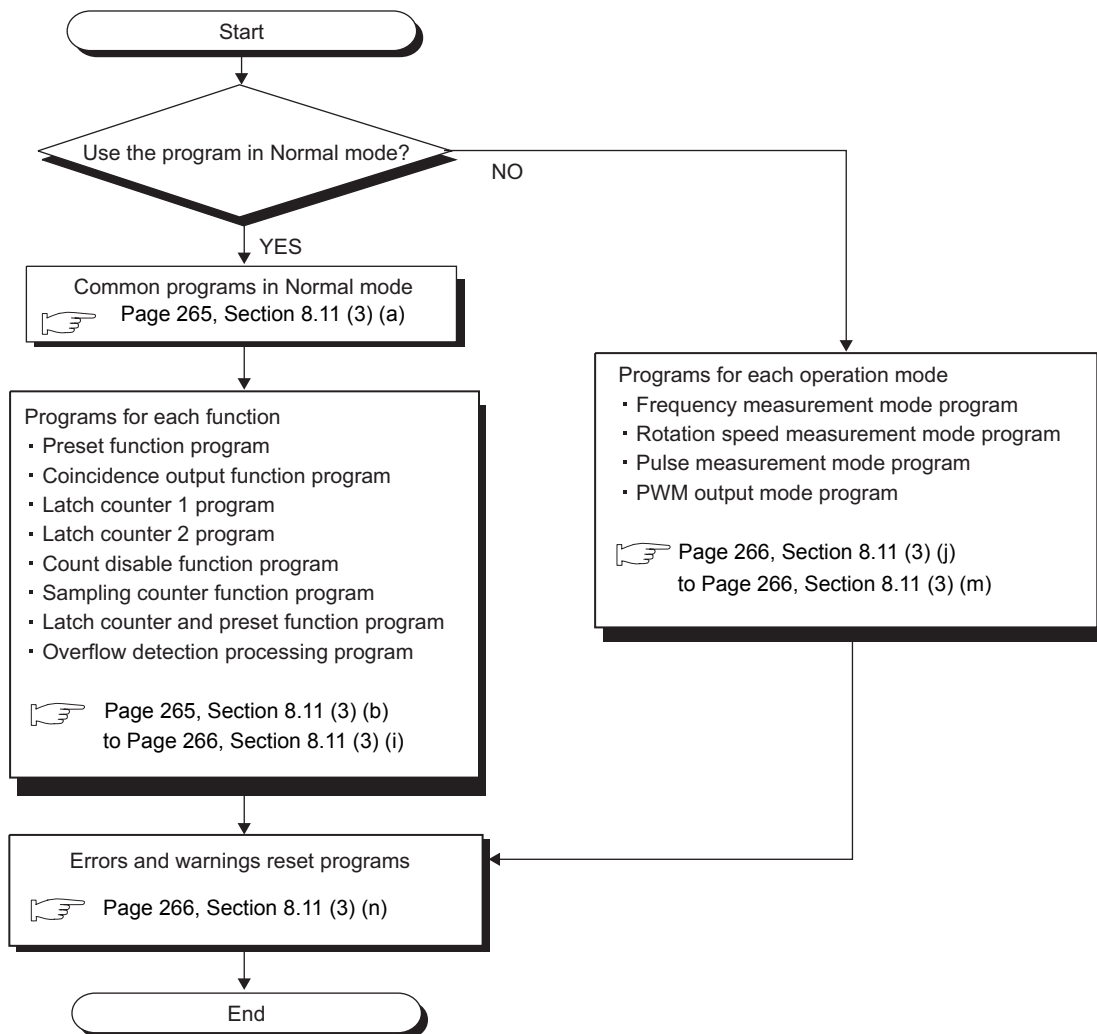 Start
Use the program in Normal mode?
NO
YES
Common programs in Normal mode
Page 265, Section 8.11 (3) (a)
Programs for each function
・Preset function program
・Coincidence output function program
・Latch counter 1 program
・Latch counter 2 program
・Count disable function program
・Sampling counter function program
・Latch counter and preset function program
・Overflow detection processing program
Page 265, Section 8.11 (3) (b)
to Page 266, Section 8.11 (3) (i)
Programs for each operation mode
・Frequency measurement mode program
・Rotation speed measurement mode program
・Pulse measurement mode program
・PWM output mode program
Page 266, Section 8.11 (3) (j)
to Page 266, Section 8.11 (3) (m)
Errors and warnings reset programs
Page 266, Section 8.11 (3) (n)
End